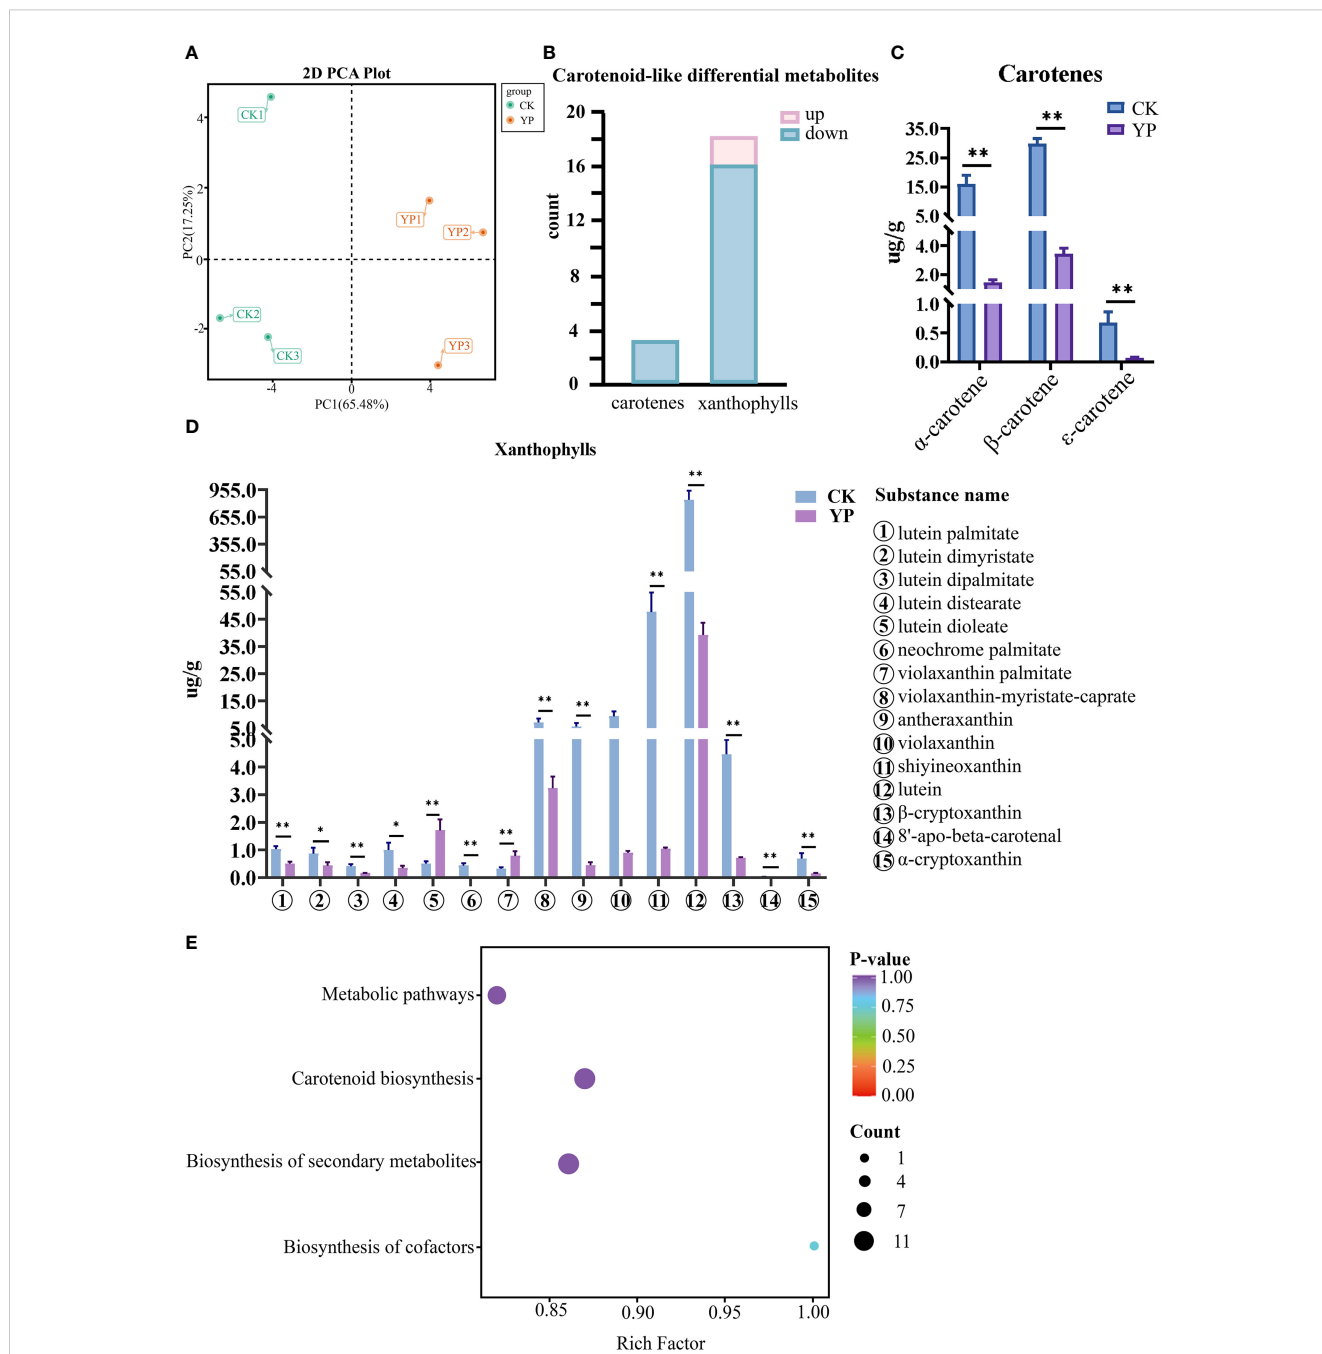 A
2D PCA Plot
group
CK
YP
CK1
YP1
YP2
CK2
CK3
YP3
4
2
0
-2
PC2(17.25%)
-4
0
4
PC1(65.48%)
B
Carotenoid-like differential metabolites
up
down
20
16
12
8
4
0
count
carotenes
xanthophylls
C
Carotenes
CK
YP
35.0
25.0
15.0
5.0
4.0
2.0
1.0
0.5
0.0
ug/g
**
**
**
α-carotene
β-carotene
ε-carotene
D
Xanthophylls
CK
YP
955.0
655.0
355.0
55.0
55.0
45.0
35.0
25.0
15.0
5.0
5.0
4.0
3.0
2.0
1.0
0.0
ug/g
**
*
**
*
**
**
**
**
**
**
**
**
**
**
1 2 3 4 5 6 7 8 9 10 11 12 13 14 15
Substance name
1 lutein palmitate
2 lutein dimyristate
3 lutein dipalmitate
4 lutein distearate
5 lutein dioleate
6 neochrome palmitate
7 violaxanthin palmitate
8 violaxanthin-myristate-caprate
9 antheraxanthin
10 violaxanthin
11 shiyineoxanthin
12 lutein
13 β-cryptoxanthin
14 8'-apo-beta-carotenal
15 α-cryptoxanthin
E
Metabolic pathways
Carotenoid biosynthesis
Biosynthesis of secondary metabolites
Biosynthesis of cofactors
0.85
0.90
0.95
1.00
Rich Factor
P-value
1.00
0.75
0.50
0.25
0.00
Count
1
4
7
11